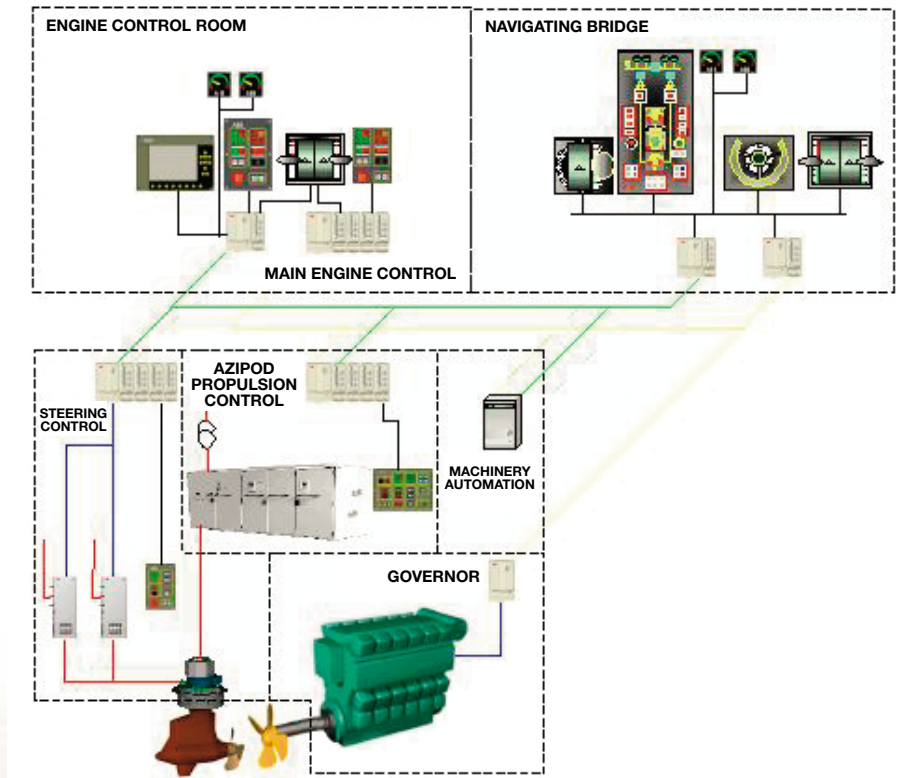 ENGINE CONTROL ROOM
NAVIGATING BRIDGE
MAIN ENGINE CONTROL
AZIPOD
PROPULSION
CONTROL
STEERING
CONTROL
MACHINERY
AUTOMATION
GOVERNOR